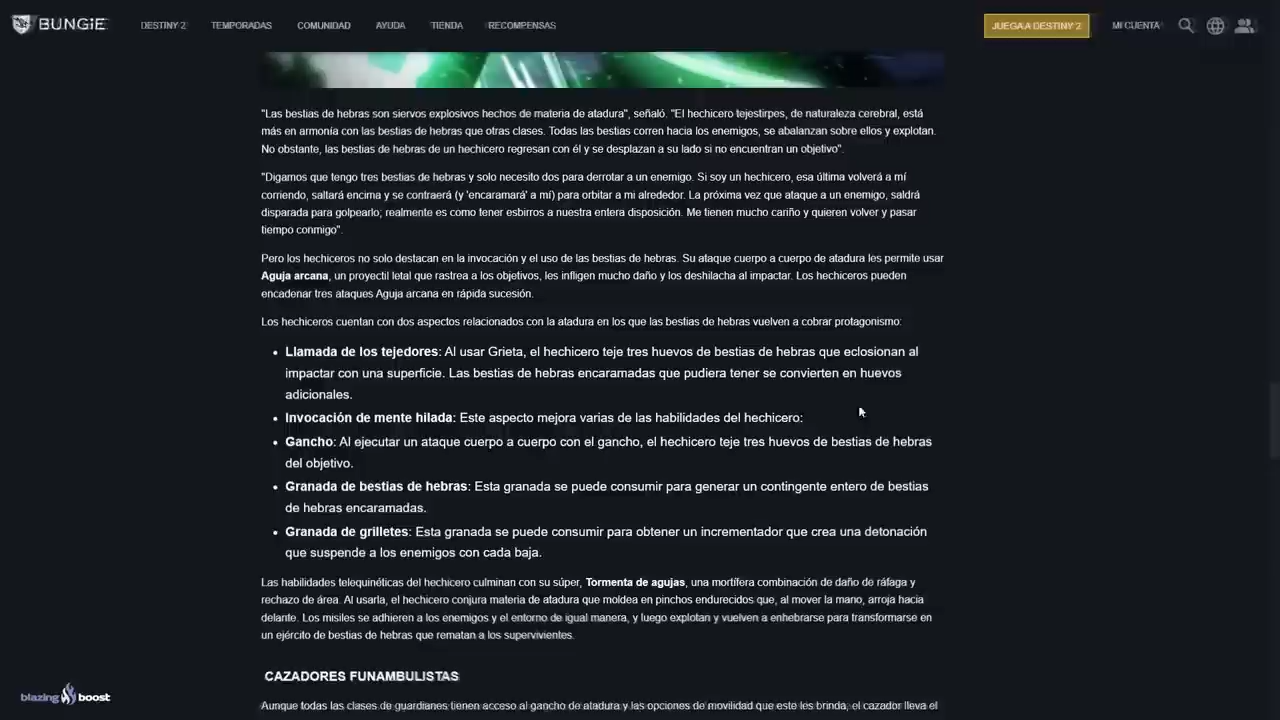 BUNGIE
DESTINY 2
TEMPORADAS
COMUNIDAD
AYUDA
TIENDA
RECOMPENSAS
JUEGA A DESTINY 2
MI CUENTA
"Las bestias de hebras son siervos explosivos hechos de materia de atadura", señaló. "El hechicero tejestirpes, de naturaleza cerebral, está
más en armonía con las bestias de hebras que otras clases. Todas las bestias corren hacia los enemigos, se abalanzan sobre ellos y explotan.
No obstante, las bestias de hebras de un hechicero regresan con él y se desplazan a su lado si no encuentran un objetivo".
"Digamos que tengo tres bestias de hebras y solo necesito dos para derrotar a un enemigo. Si soy un hechicero, esa última volverá a mí
corriendo, saltará encima y se contraerá (y 'encaramará' a mí) para orbitar a mi alrededor. La próxima vez que ataque a un enemigo, saldrá
disparada para golpearlo; realmente es como tener esbirros a nuestra entera disposición. Me tienen mucho cariño y quieren volver y pasar
tiempo conmigo".
Pero los hechiceros no solo destacan en la invocación y el uso de las bestias de hebras. Su ataque cuerpo a cuerpo de atadura les permite usar
Aguja arcana, un proyectil letal que rastrea a los objetivos, les infligen mucho daño y los deshilacha al impactar. Los hechiceros pueden
encadenar tres ataques Aguja arcana en rápida sucesión.
Los hechiceros cuentan con dos aspectos relacionados con la atadura en los que las bestias de hebras vuelven a cobrar protagonismo:
• Llamada de los tejedores: Al usar Grieta, el hechicero teje tres huevos de bestias de hebras que eclosionan al
impactar con una superficie. Las bestias de hebras encaramadas que pudiera tener se convierten en huevos
adicionales.
• Invocación de mente hilada: Este aspecto mejora varias de las habilidades del hechicero:
• Gancho: Al ejecutar un ataque cuerpo a cuerpo con el gancho, el hechicero teje tres huevos de bestias de hebras
del objetivo.
• Granada de bestias de hebras: Esta granada se puede consumir para generar un contingente entero de bestias
de hebras encaramadas.
• Granada de grilletes: Esta granada se puede consumir para obtener un incrementador que crea una detonación
que suspende a los enemigos con cada baja.
Las habilidades telequinéticas del hechicero culminan con su súper, Tormenta de agujas, una mortífera combinación de daño de ráfaga y
rechazo de área. Al usarla, el hechicero conjura materia de atadura que moldea en pinchos endurecidos que, al mover la mano, arroja hacia
delante. Los misiles se adhieren a los enemigos y el entorno de igual manera, y luego explotan y vuelven a enhebrarse para transformarse en
un ejército de bestias de hebras que rematan a los supervivientes.
CAZADORES FUNAMBULISTAS
Aunque todas las clases de guardianes tienen acceso al gancho de atadura y las opciones de movilidad que este les brinda, el cazador lleva el
blazing boost